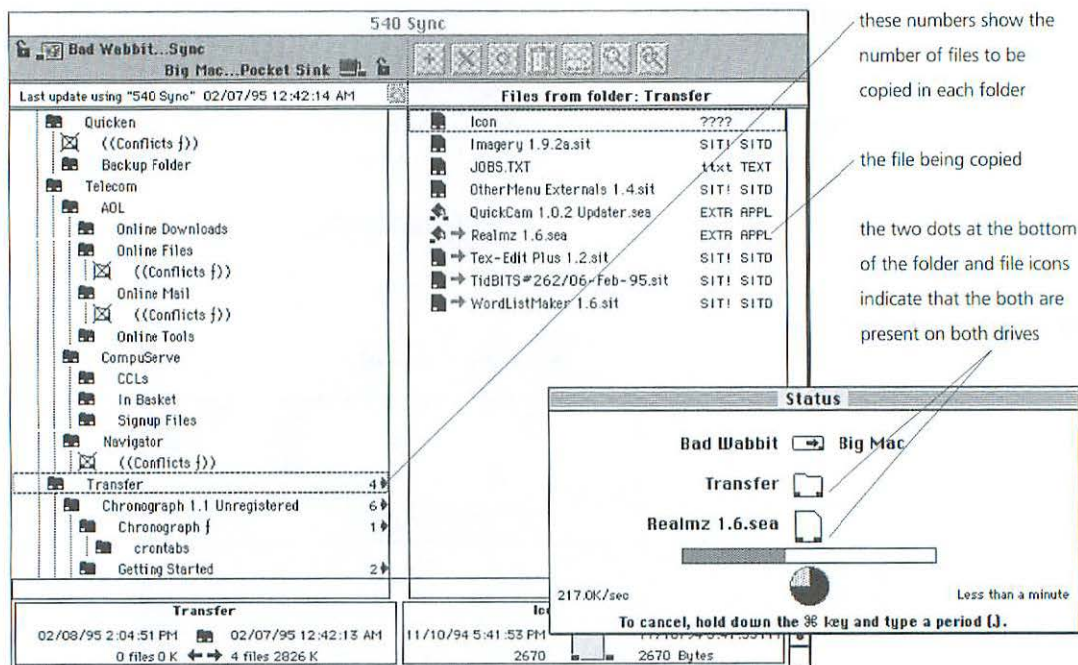 540 Sync
Bad Wabbit...Sync
Big Mac...Pocket Sink
Last update using "540 Sync" 02/07/95 12:42:14 AM
Quicken
((Conflicts ƒ))
Backup Folder
Telecom
AOL
Online Downloads
Online Files
((Conflicts ƒ))
Online Mail
((Conflicts ƒ))
Online Tools
CompuServe
CCLs
In Basket
Signup Files
Navigator
((Conflicts ƒ))
Transfer 4
Chronograph 1.1 Unregistered 6
Chronograph ƒ 1
crontabs
Getting Started 2
Transfer
02/08/95 2:04:51 PM 02/07/95 12:42:13 AM
0 files 0 K 4 files 2826 K
Files from folder: Transfer
Icon ????
Imagery 1.9.2a.sit SIT! SITD
JOBS.TXT ttxt TEXT
OtherMenu Externals 1.4.sit SIT! SITD
QuickCam 1.0.2 Updater.sea EXTR APPL
Realmz 1.6.sea EXTR APPL
Tex-Edit Plus 1.2.sit SIT! SITD
TidBITS#262/06-Feb-95.sit SIT! SITD
WordListMaker 1.6.sit SIT! SITD
11/10/94 5:41:53 PM
2670 2670 Bytes
Status
Bad Wabbit Big Mac
Transfer
Realmz 1.6.sea
217.0K/sec Less than a minute
To cancel, hold down the ⌘ key and type a period (.).
these numbers show the
number of files to be
copied in each folder
the file being copied
the two dots at the bottom
of the folder and file icons
indicate that the both are
present on both drives